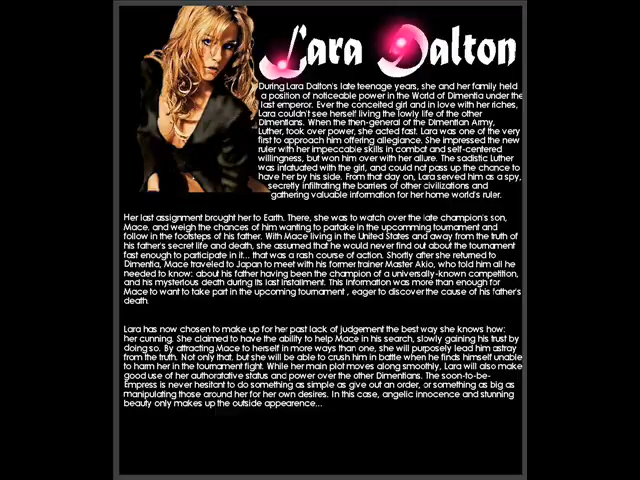 Lara Dalton
During Lara Dalton's late teenage years, she and her family held
a position of noticeable power in the World of Dimentia under the
last emperor. Ever the conceited girl and in love with her riches,
Lara couldn't see herself living the lowly life of the other
Dimentians. When the then-general of the Dimentian Army,
Luther, took over power, she acted fast. Lara was one of the very
first to approach him offering allegiance. She impressed the new
ruler with her impeccable skills in combat and self-centered
willingness, but won him over with her allure. The sadistic Luther
was infatuated with the girl, and could not pass up the chance to
have her by his side. From that day on, Lara served him as a spy,
secretly infiltrating the barriers of other civilizations and
gathering valuable information for her home world's ruler.
Her last assignment brought her to Earth. There, she was to watch over the late champion's son,
Mace, and weigh the chances of him wanting to partake in the upcomming tournament and
follow in the footsteps of his father. With Mace living in the United States and away from the truth of
his father's secret life and death, she assumed that he would never find out about the tournament
fast enough to participate in it... that was a rash course of action. Shortly after she returned to
Dimentia, Mace traveled to Japan to meet with his former trainer Master Akio, who told him all he
needed to know: about his father having been the champion of a universally-known competition,
and his mysterious death during its last installment. This information was more than enough for
Mace to want to take part in the upcoming tournament , eager to discover the cause of his father's
death.
Lara has now chosen to make up for her past lack of judgement the best way she knows how:
her cunning. She claimed to have the ability to help Mace in his search, slowly gaining his trust by
doing so. By attracting Mace to herself in more ways than one, she will purposely lead him astray
from the truth. Not only that, but she will be able to crush him in battle when he finds himself unable
to harm her in the tournament fight. While her main plot moves along smoothly, Lara will also make
good use of her authoratative status and power over the other Dimentians. The soon-to-be-
Empress is never hesitant to do something as simple as give out an order, or something as big as
manipulating those around her for her own desires. In this case, angelic innocence and stunning
beauty only makes up the outside appearence...